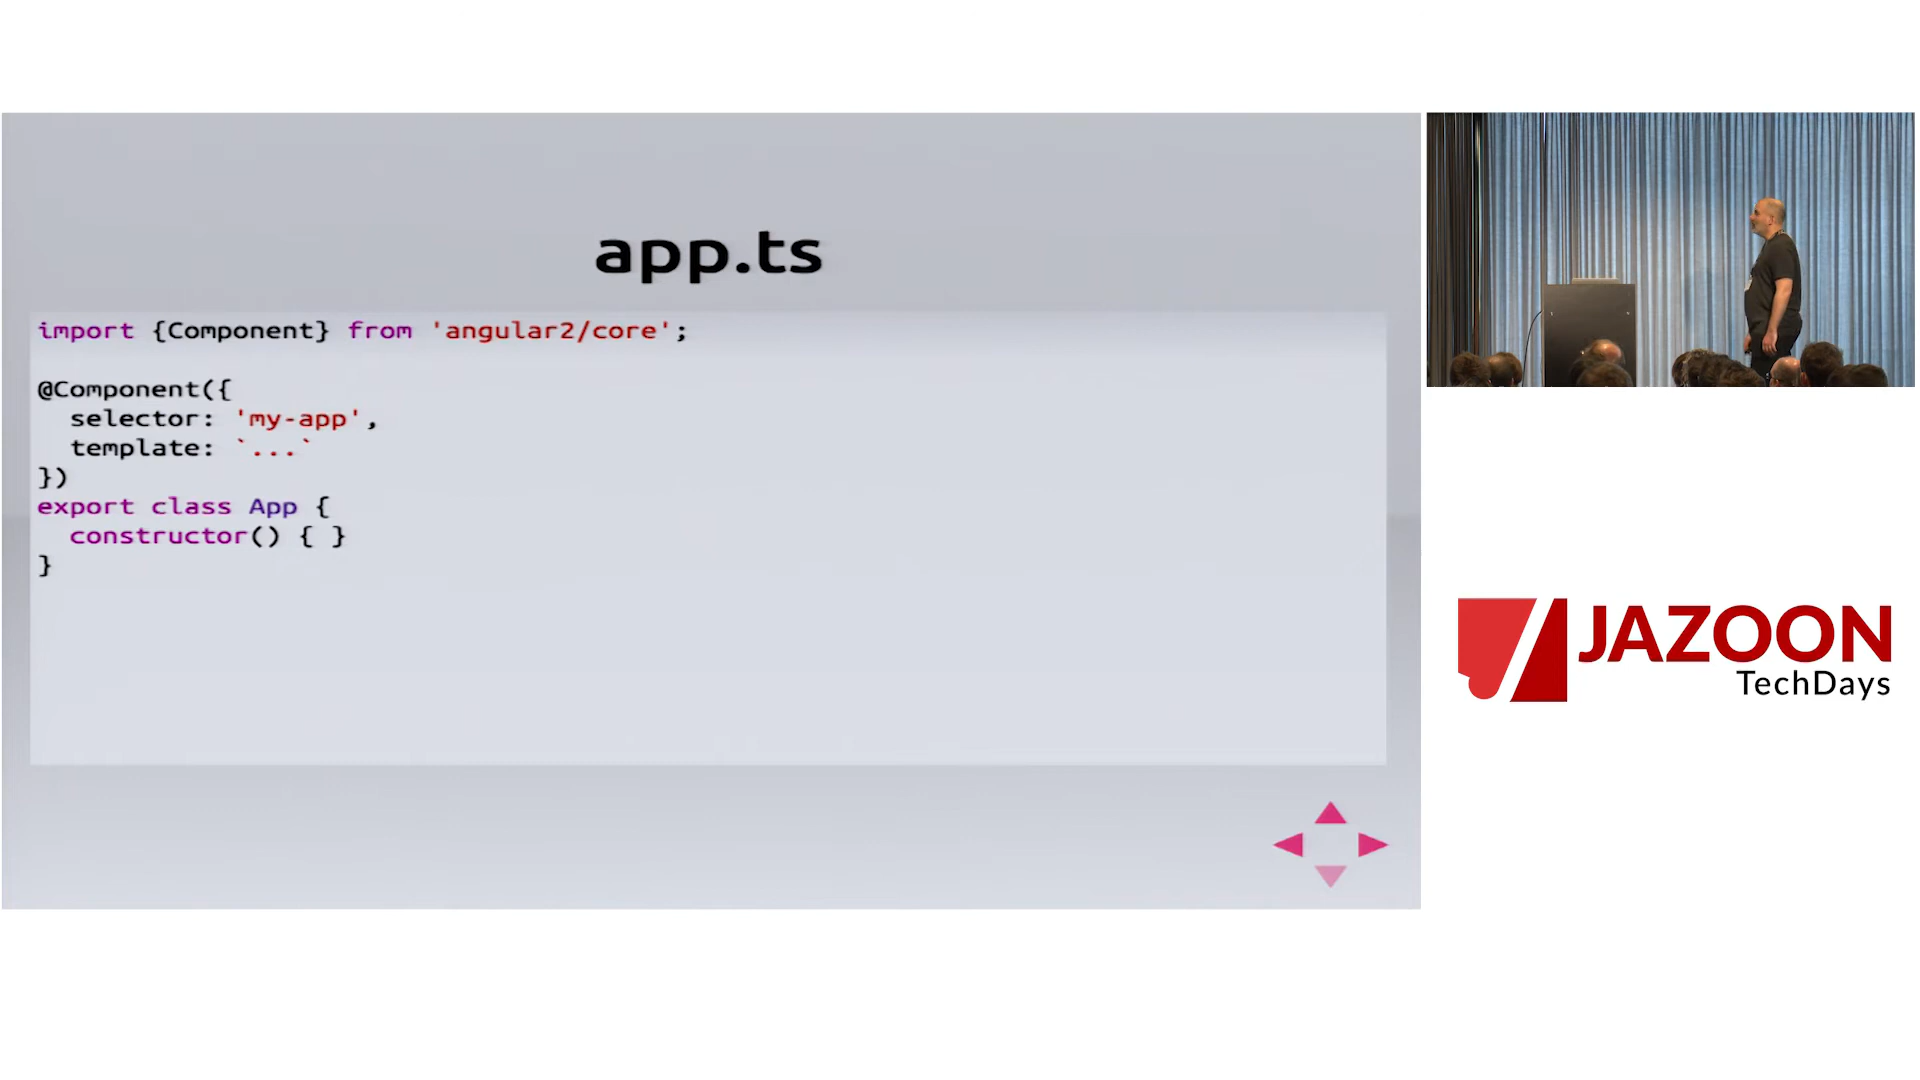 app.ts
import {Component} from 'angular2/core';
@Component({
  selector: 'my-app',
  template: `...`
})
export class App {
  constructor() { }
}
JAZOON
TechDays